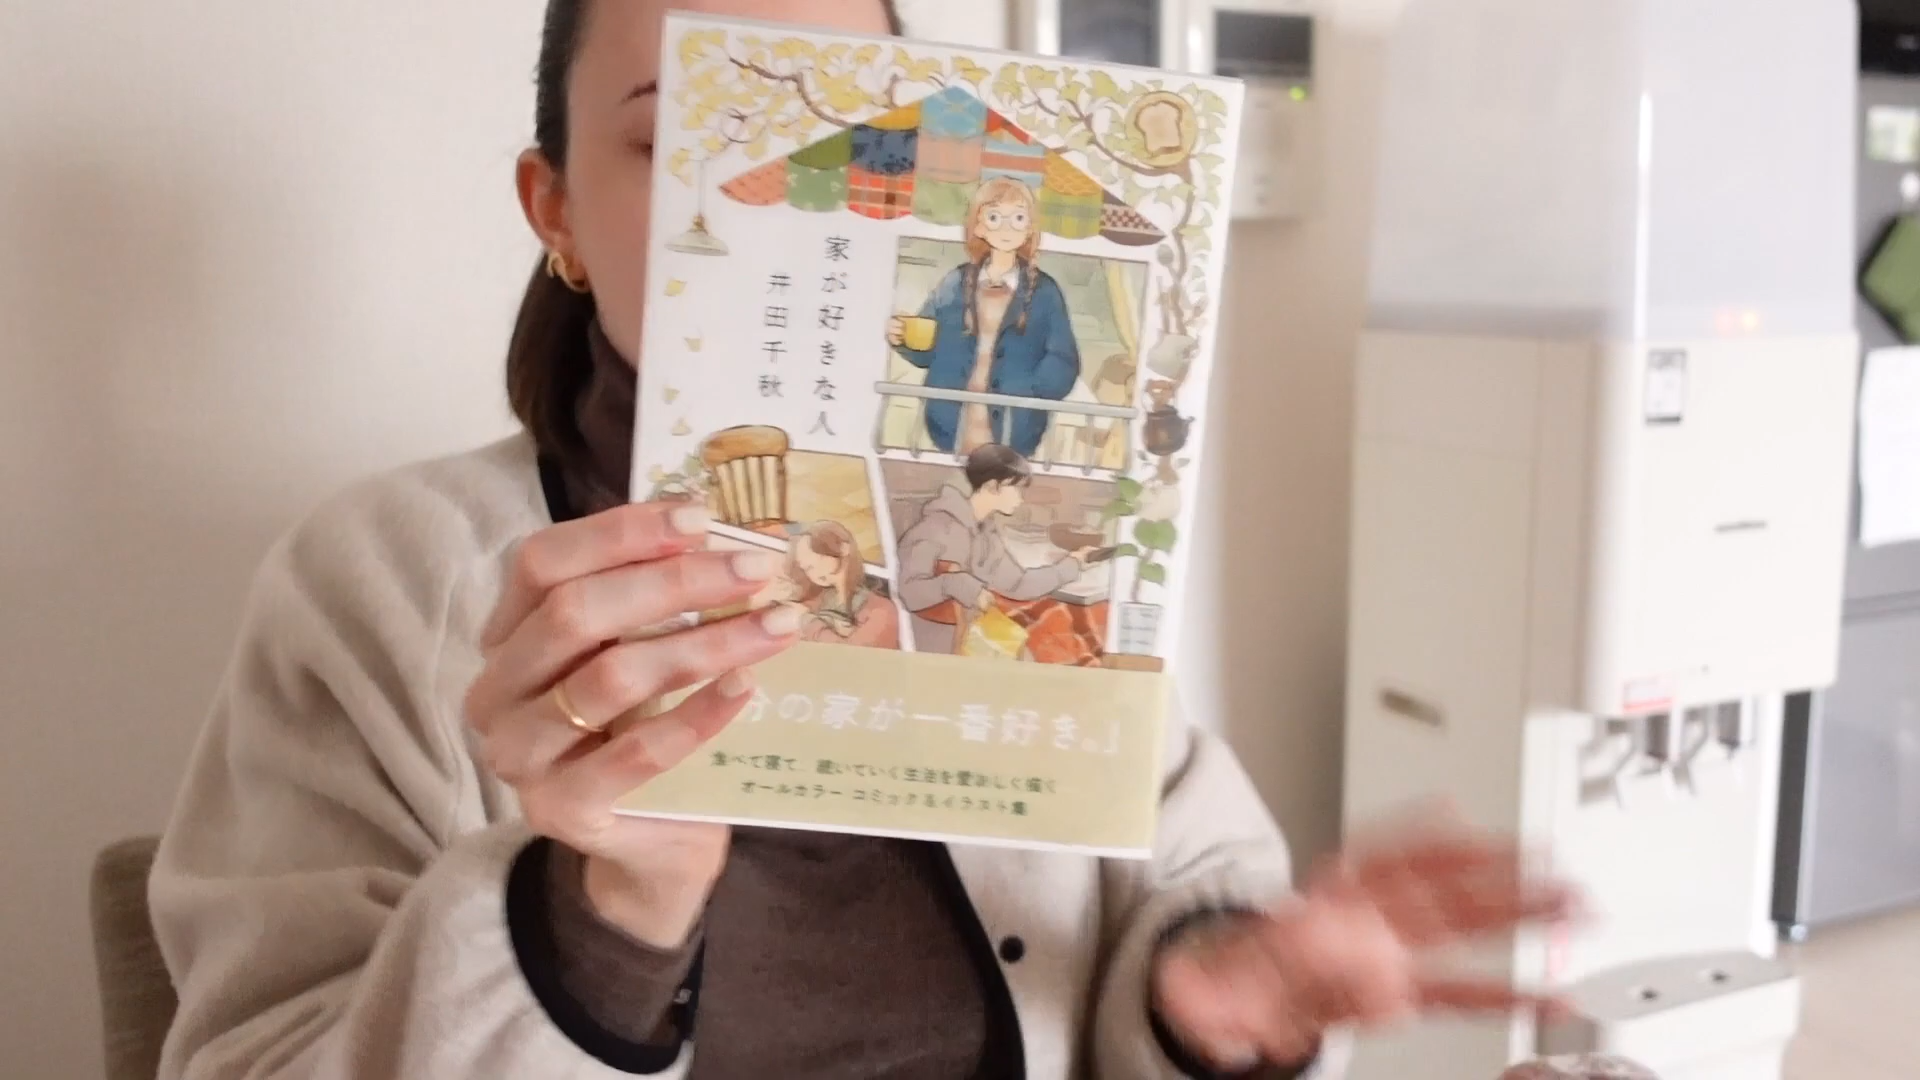 家が好きな人
井田千秋
分の家が一番好き。」
食べて寝て、続いていく生活を愛おしく描く
オールカラー コミック&イラスト集